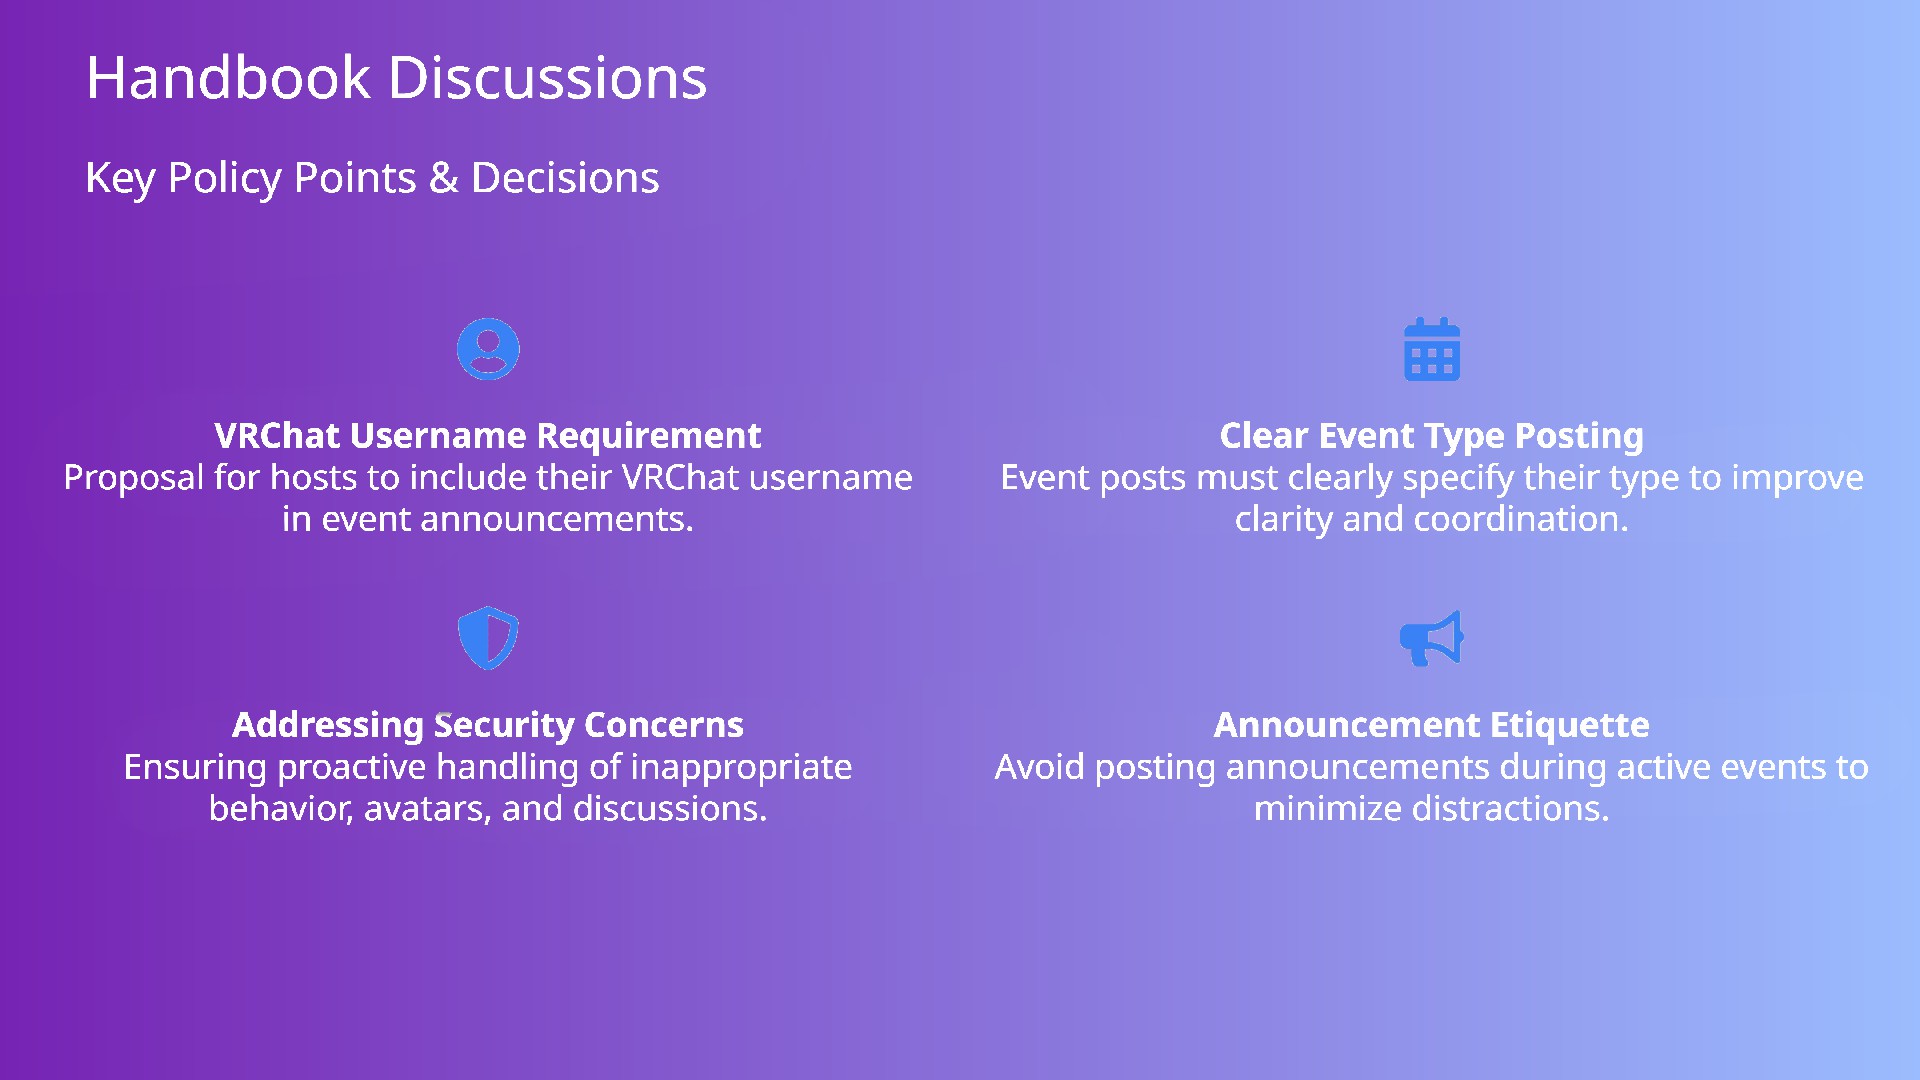 Handbook Discussions
Key Policy Points & Decisions
VRChat Username Requirement
Proposal for hosts to include their VRChat username
in event announcements.
Clear Event Type Posting
Event posts must clearly specify their type to improve
clarity and coordination.
Addressing Security Concerns
Ensuring proactive handling of inappropriate
behavior, avatars, and discussions.
Announcement Etiquette
Avoid posting announcements during active events to
minimize distractions.